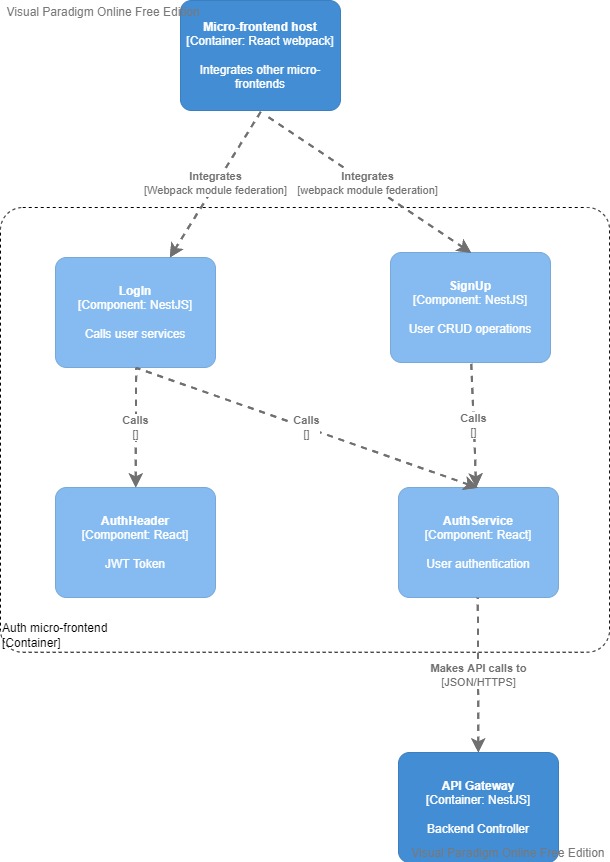 Visual Paradigm Online Free Edition
Micro-frontend host
[Container: React webpack]
Integrates other micro-
frontends
Integrates
[Webpack module federation]
Integrates
[webpack module federation]
LogIn
[Component: NestJS]
Calls user services
SignUp
[Component: NestJS]
User CRUD operations
Calls
[]
Calls
[]
Calls
[]
AuthHeader
[Component: React]
JWT Token
AuthService
[Component: React]
User authentication
Auth micro-frontend
[Container]
Makes API calls to
[JSON/HTTPS]
API Gateway
[Container: NestJS]
Backend Controller
Visual Paradigm Online Free Edition